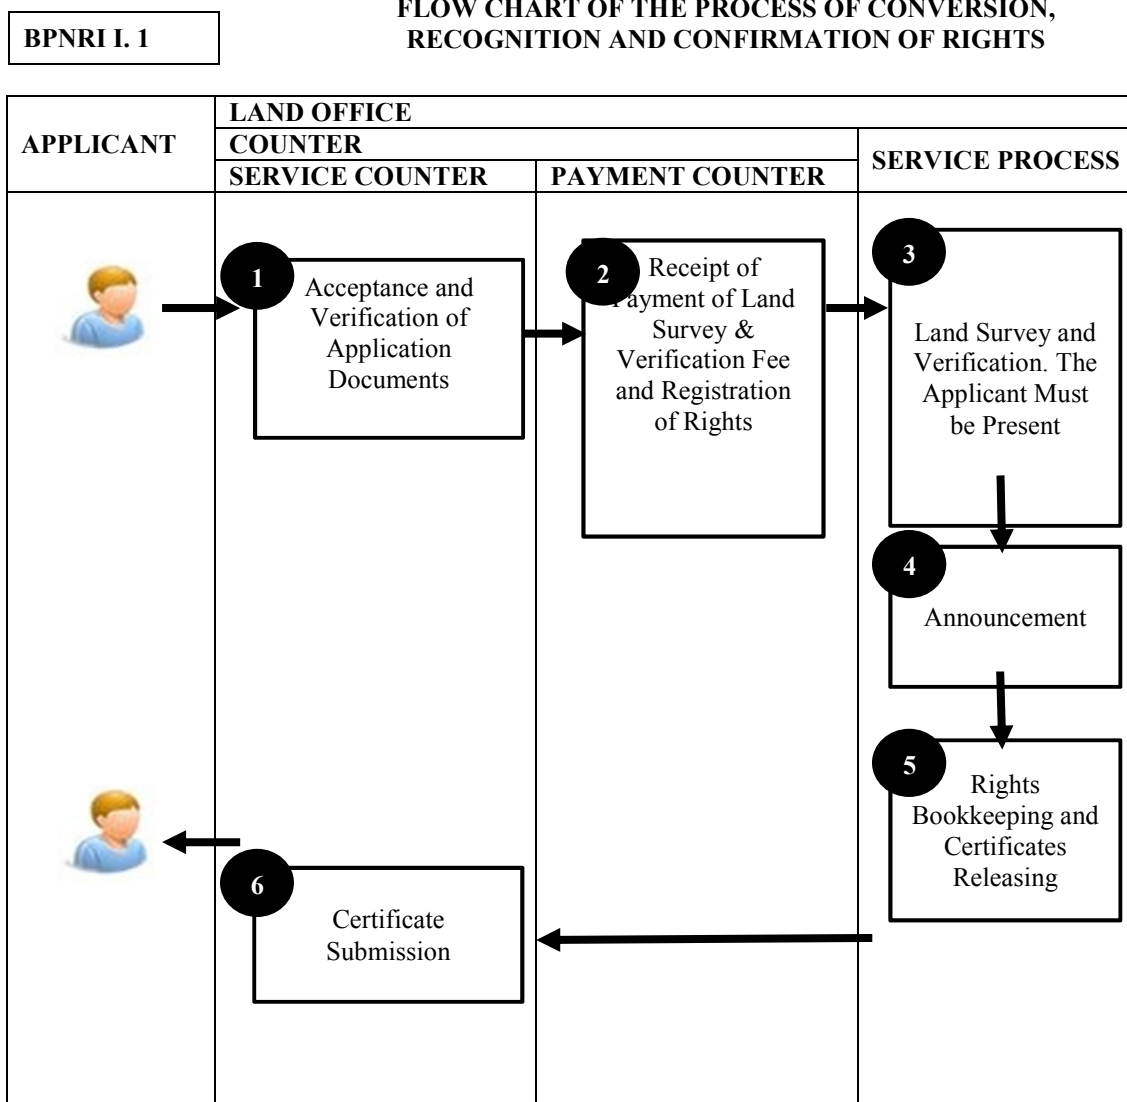 FLOW CHART OF THE PROCESS OF CONVERSION,
BPNRI I. 1
RECOGNITION AND CONFIRMATION OF RIGHTS
APPLICANT
LAND OFFICE
COUNTER
SERVICE COUNTER
PAYMENT COUNTER
SERVICE PROCESS
1
Acceptance and
Verification of
Application
Documents
2
Receipt of
Payment of Land
Survey &
Verification Fee
and Registration
of Rights
3
Land Survey and
Verification. The
Applicant Must
be Present
4
Announcement
5
Rights
Bookkeeping and
Certificates
Releasing
6
Certificate
Submission